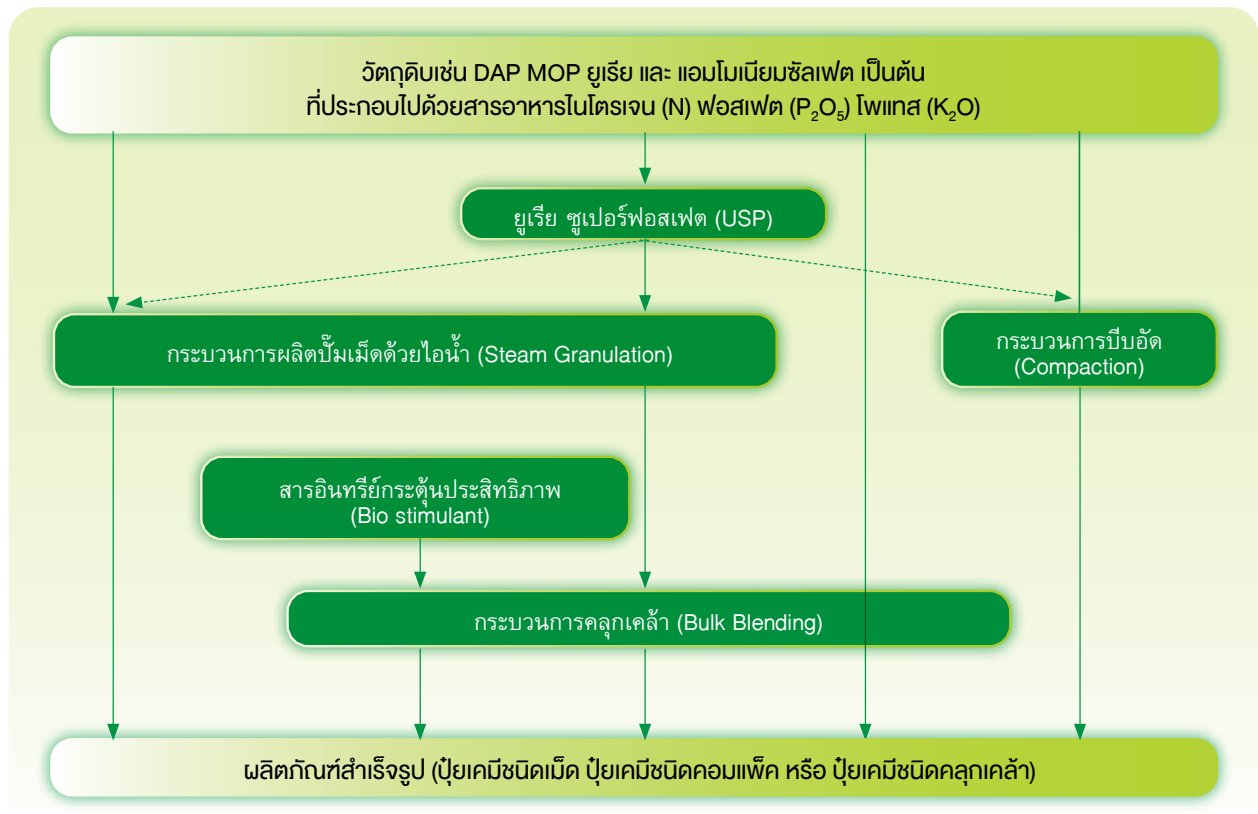 วัตถุดิบเช่น DAP MOP ยูเรีย และ แอมโมเนียมซัลเฟต เป็นต้น
ที่ประกอบไปด้วยสารอาหารไนโตรเจน (N) ฟอสเฟต (P₂O₅) โพแทส (K₂O)
ยูเรีย ซูเปอร์ฟอสเฟต (USP)
กระบวนการผลิตปั๊มเม็ดด้วยไอน้ำ (Steam Granulation)
กระบวนการบีบอัด
(Compaction)
สารอินทรีย์กระตุ้นประสิทธิภาพ
(Bio stimulant)
กระบวนการคลุกเคล้า (Bulk Blending)
ผลิตภัณฑ์สำเร็จรูป (ปุ๋ยเคมีชนิดเม็ด ปุ๋ยเคมีชนิดคอมแพ็ค หรือ ปุ๋ยเคมีชนิดคลุกเคล้า)